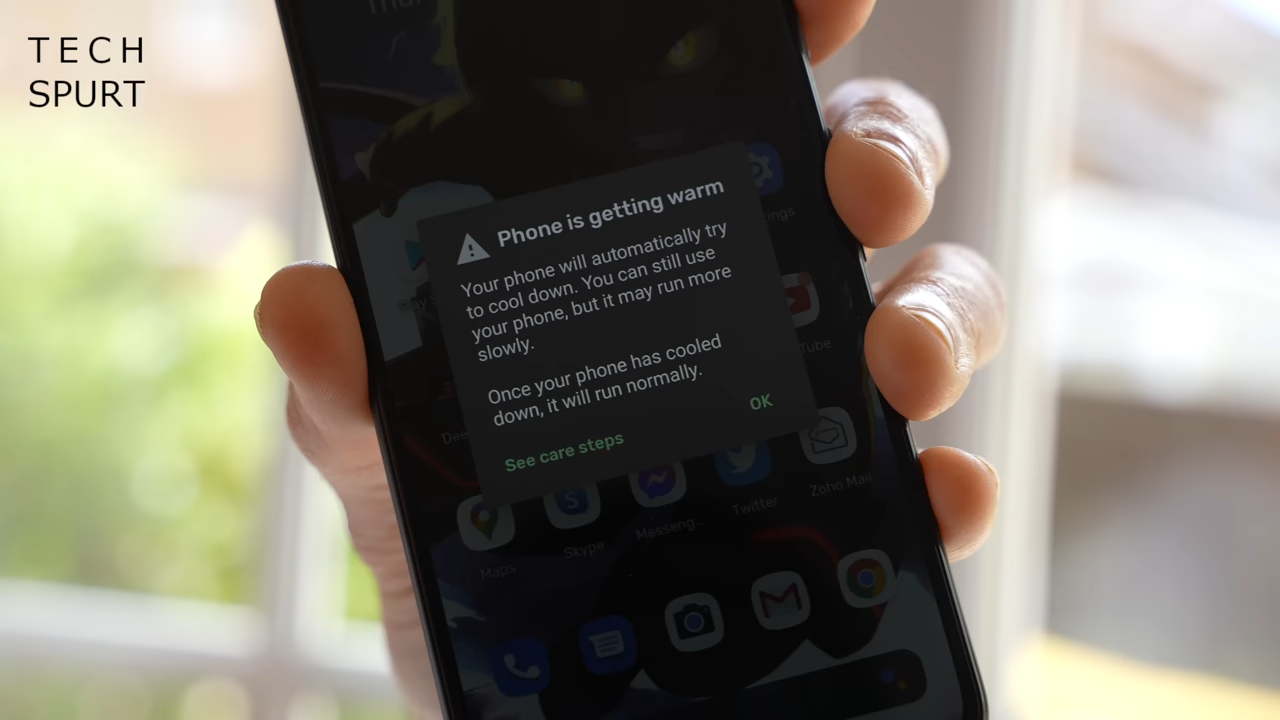 TECH
SPURT
Phone is getting warm
Your phone will automatically try
to cool down. You can still use
your phone, but it may run more
slowly.
Once your phone has cooled
down, it will run normally.
OK
See care steps
Maps
Skype
Messeng...
Twitter
Zoho Mail